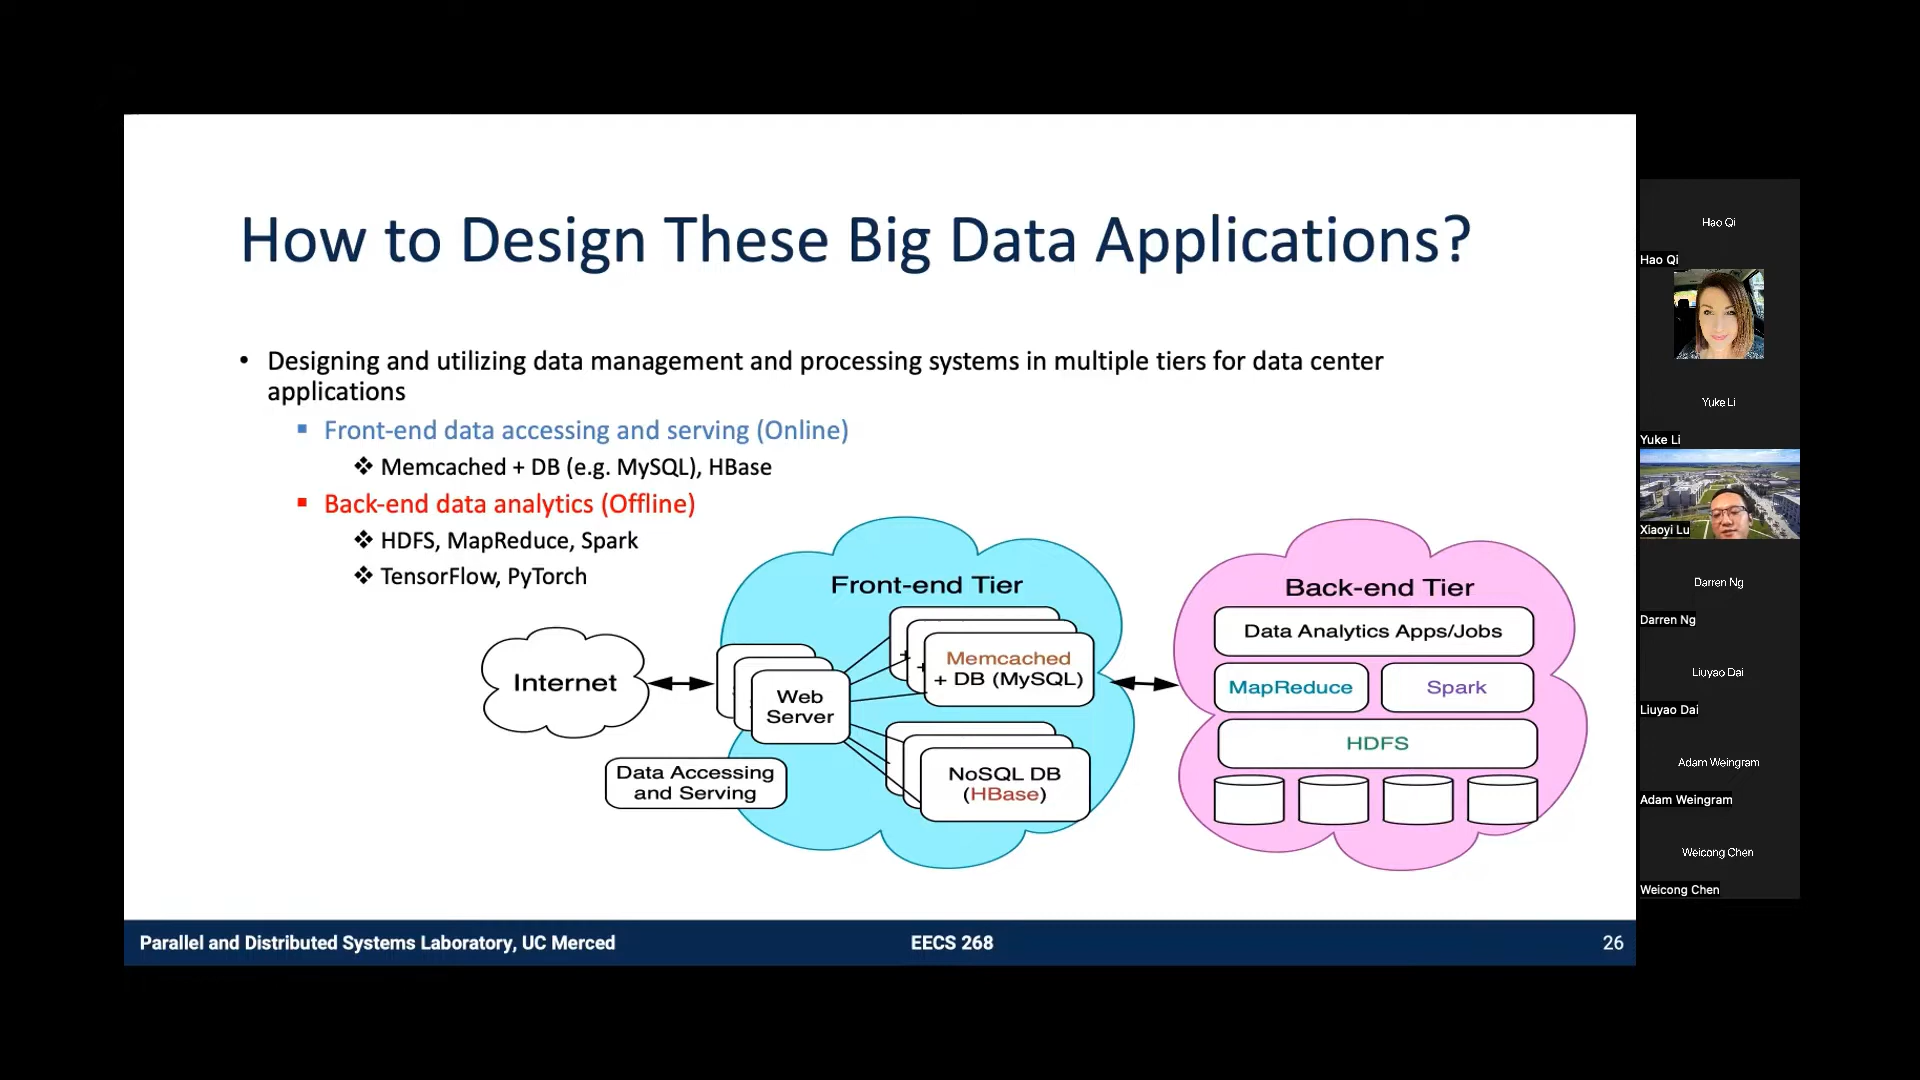 How to Design These Big Data Applications?
• Designing and utilizing data management and processing systems in multiple tiers for data center
applications
▪ Front-end data accessing and serving (Online)
❖ Memcached + DB (e.g. MySQL), HBase
▪ Back-end data analytics (Offline)
❖ HDFS, MapReduce, Spark
❖ TensorFlow, PyTorch
Internet
Front-end Tier
Web
Server
Memcached
+ DB (MySQL)
NoSQL DB
(HBase)
Data Accessing
and Serving
Back-end Tier
Data Analytics Apps/Jobs
MapReduce
Spark
HDFS
Parallel and Distributed Systems Laboratory, UC Merced
EECS 268
26
Hao Qi
Hao Qi
Yuke Li
Yuke Li
Xiaoyi Lu
Darren Ng
Darren Ng
Liuyao Dai
Liuyao Dai
Adam Weingram
Adam Weingram
Weicong Chen
Weicong Chen